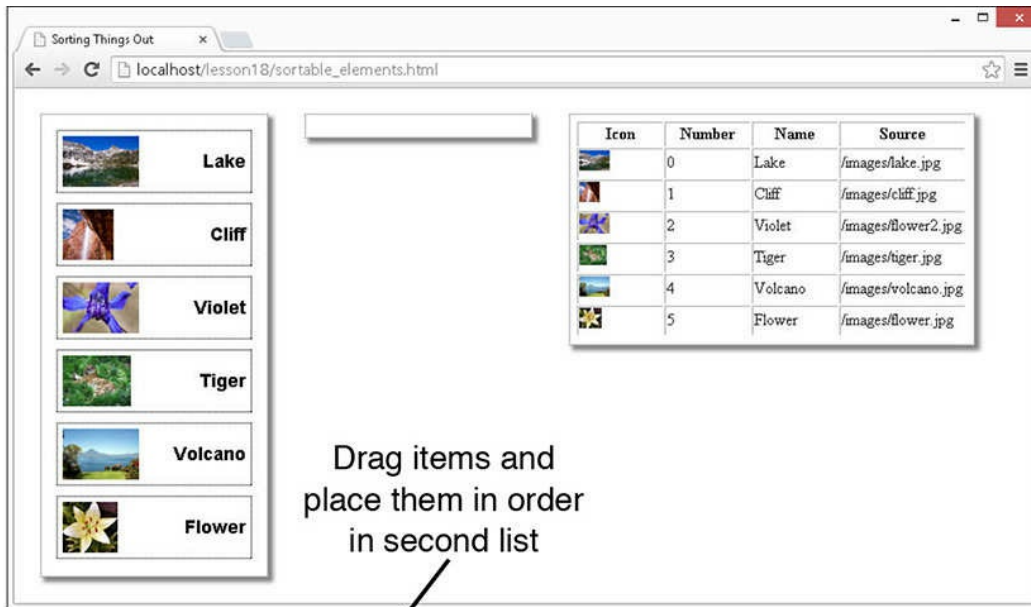 Sorting Things Out
localhost/lesson18/sortable_elements.html
Lake
Cliff
Violet
Tiger
Volcano
Flower
Icon Number Name Source
0 Lake /images/lake.jpg
1 Cliff /images/cliff.jpg
2 Violet /images/flower2.jpg
3 Tiger /images/tiger.jpg
4 Volcano /images/volcano.jpg
5 Flower /images/flower.jpg
Drag items and
place them in order
in second list